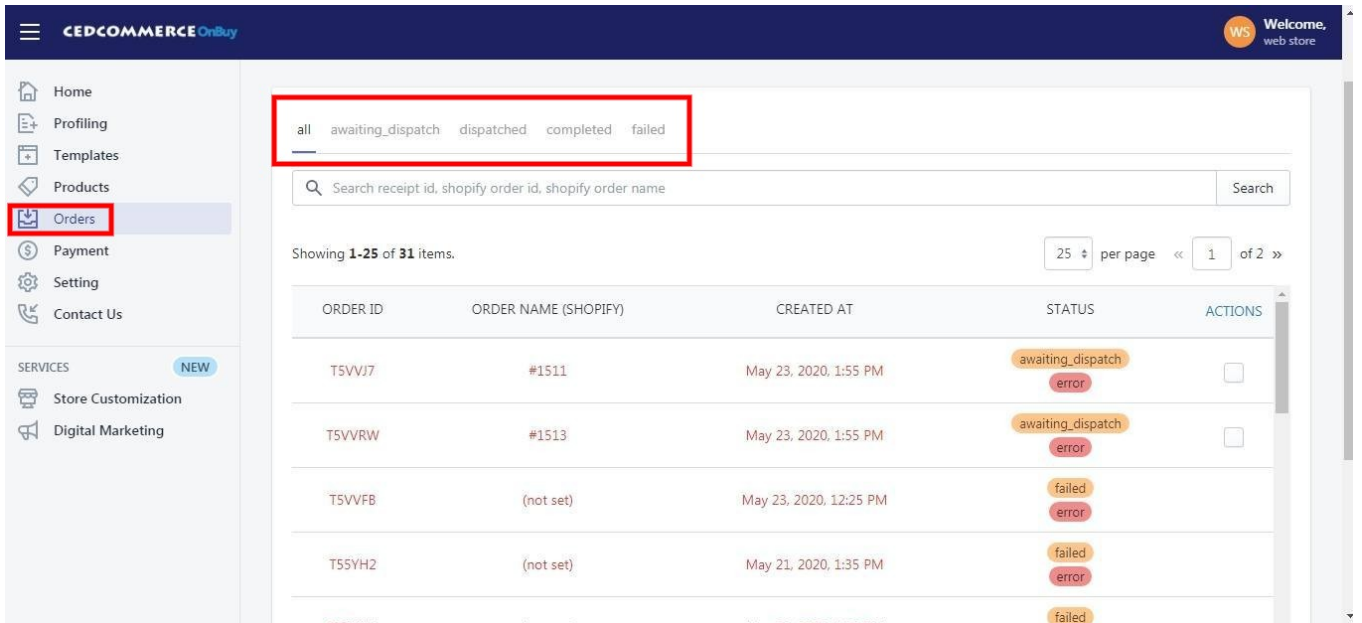 CEDCOMMERCE OnBuy
WS
Welcome,
web store
Home
Profiling
Templates
Products
Orders
Payment
Setting
Contact Us
SERVICES NEW
Store Customization
Digital Marketing
all awaiting_dispatch dispatched completed failed
Search receipt id, shopify order id, shopify order name Search
Showing 1-25 of 31 items. 25 per page « 1 of 2 »
ORDER ID ORDER NAME (SHOPIFY) CREATED AT STATUS ACTIONS
T5VVJ7 #1511 May 23, 2020, 1:55 PM awaiting_dispatch
error
T5VVRW #1513 May 23, 2020, 1:55 PM awaiting_dispatch
error
T5VVFB (not set) May 23, 2020, 12:25 PM failed
error
T55YH2 (not set) May 21, 2020, 1:35 PM failed
error
failed